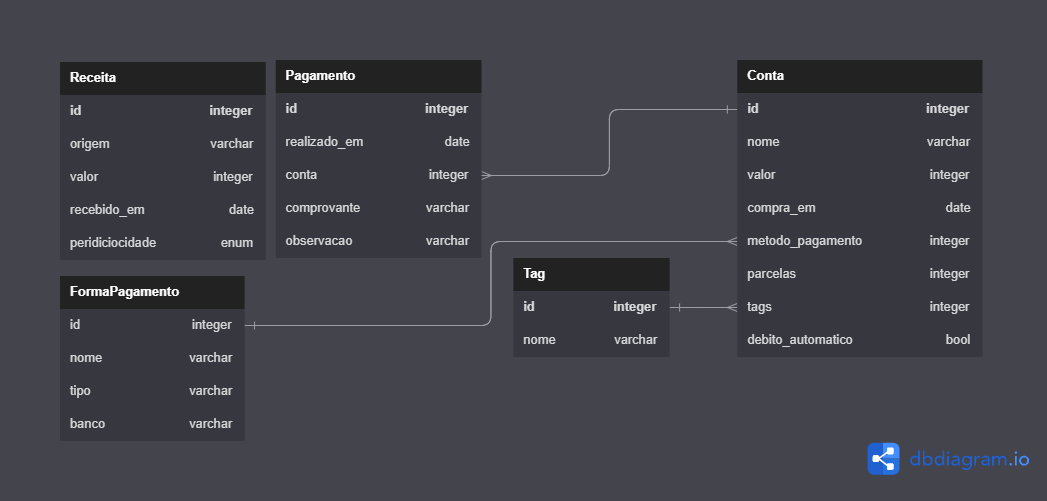 Receita
id integer
origem varchar
valor integer
recebido_em date
peridiciocidade enum
Pagamento
id integer
realizado_em date
conta integer
comprovante varchar
observacao varchar
Conta
id integer
nome varchar
valor integer
compra_em date
metodo_pagamento integer
parcelas integer
tags integer
debito_automatico bool
FormaPagamento
id integer
nome varchar
tipo varchar
banco varchar
Tag
id integer
nome varchar
dbdiagram.io